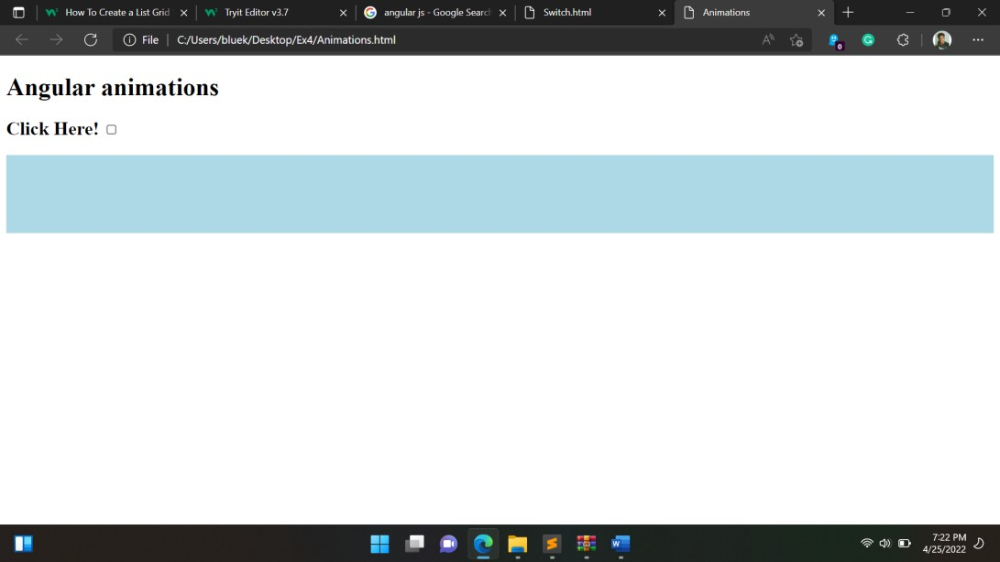 How To Create a List Grid
Tryit Editor v3.7
angular js - Google Search
Switch.html
Animations
File
C:/Users/bluek/Desktop/Ex4/Animations.html
0
Angular animations
Click Here!
7:22 PM
4/25/2022